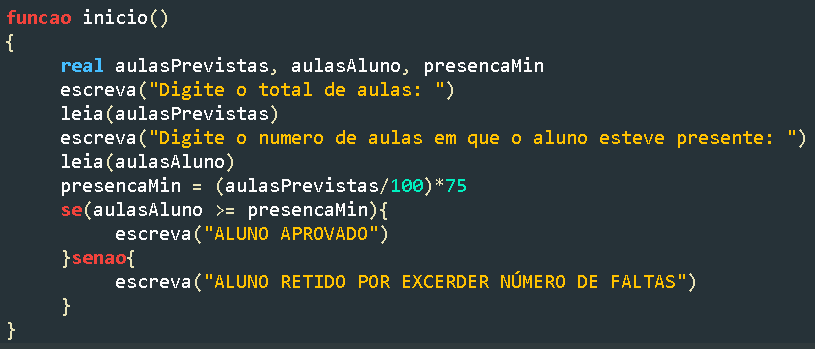 funcao inicio()
{
real aulasPrevistas, aulasAluno, presencaMin
escreva("Digite o total de aulas: ")
leia(aulasPrevistas)
escreva("Digite o numero de aulas em que o aluno esteve presente: ")
leia(aulasAluno)
presencaMin = (aulasPrevistas/100)*75
se(aulasAluno >= presencaMin){
escreva("ALUNO APROVADO")
}senao{
escreva("ALUNO RETIDO POR EXCERDER NÚMERO DE FALTAS")
}
}